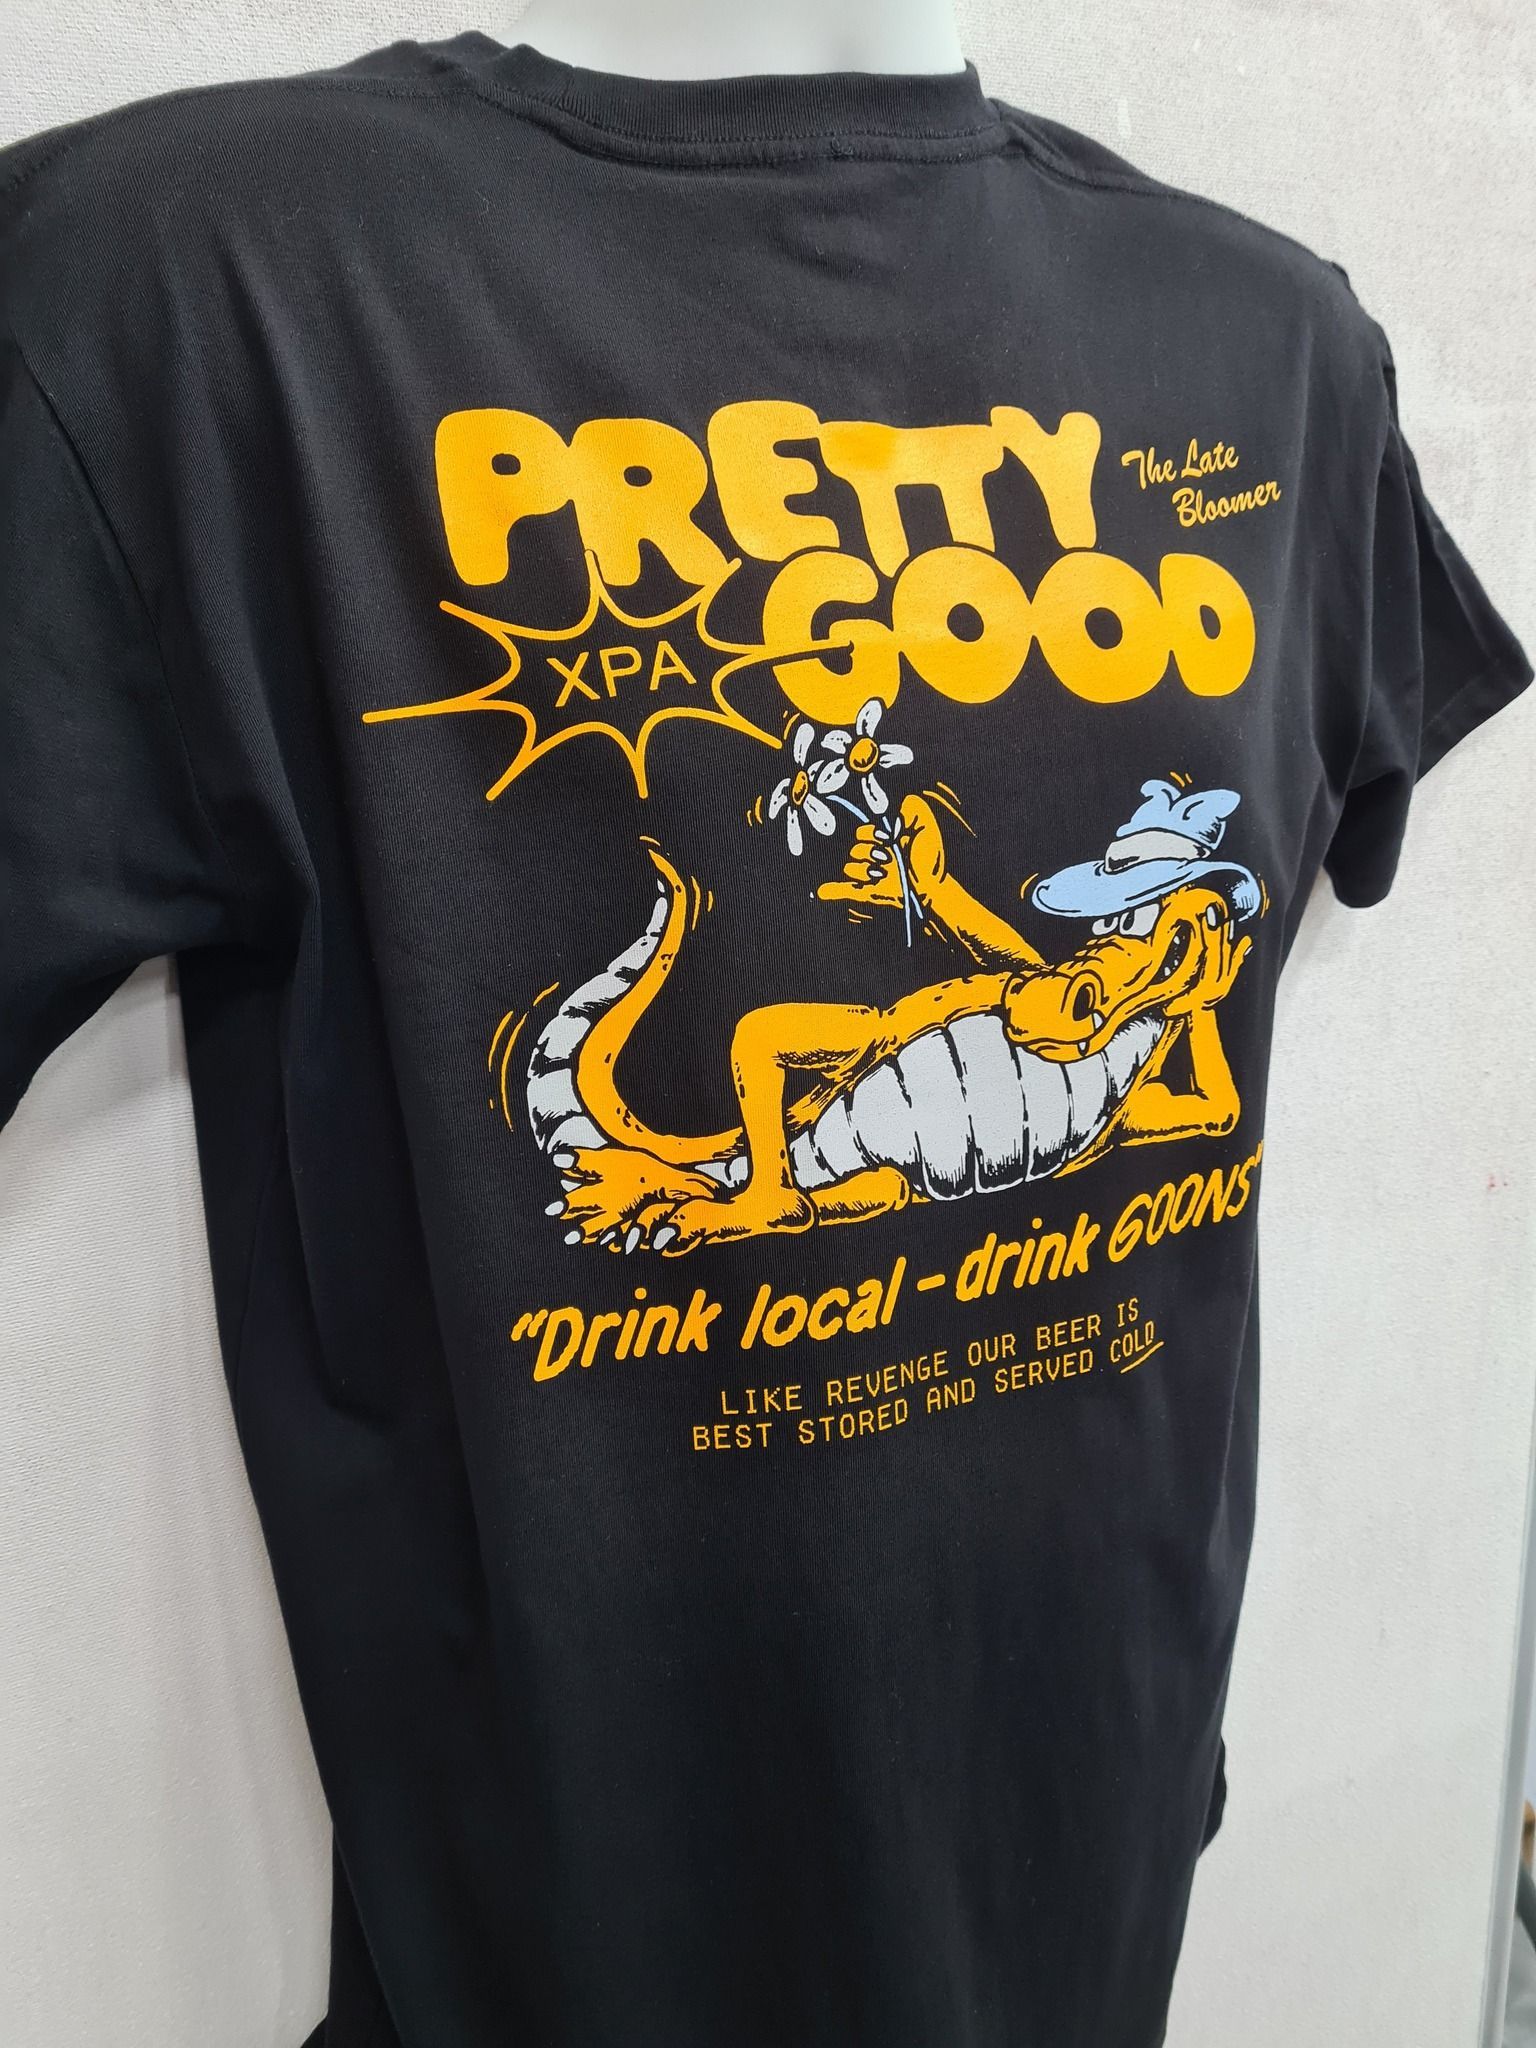 PRETTY
The Late
Bloomer
GOOD
XPA
"Drink local - drink GOONS"
LIKE REVENGE OUR BEER IS
BEST STORED AND SERVED COLD